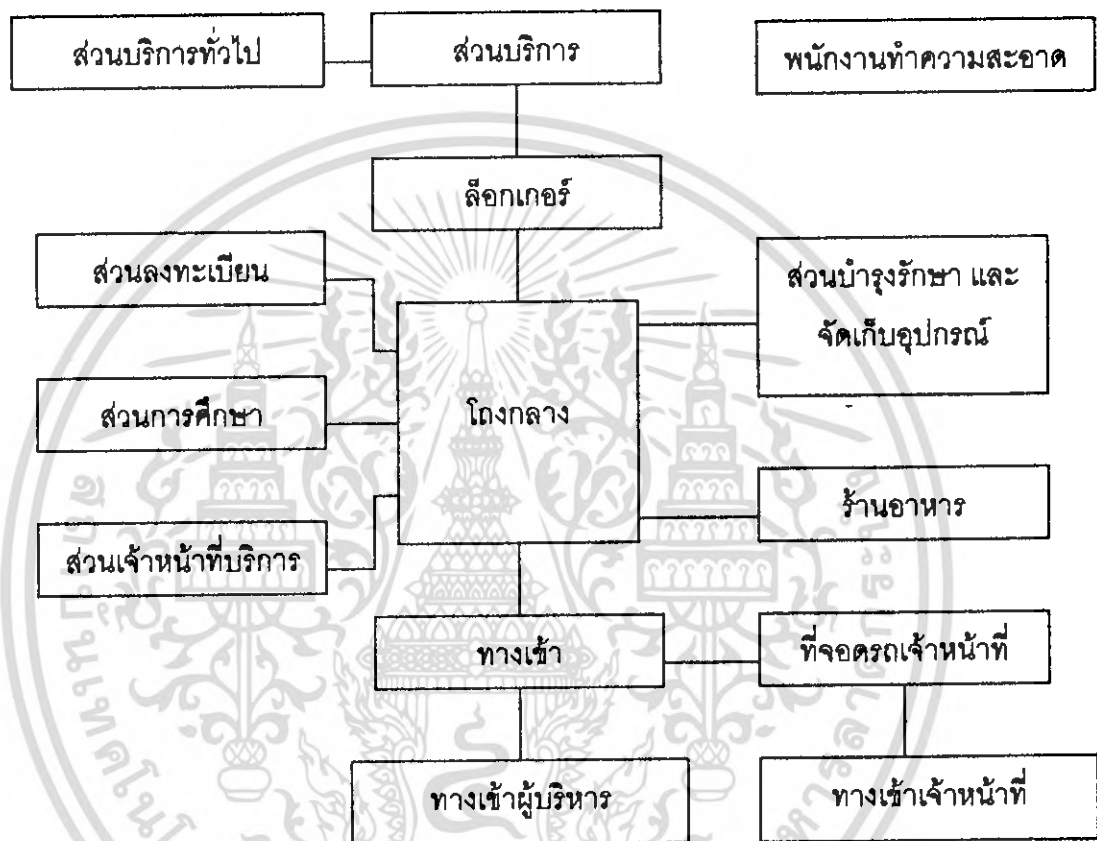 ส่วนบริการทั่วไป
ส่วนบริการ
พนักงานทำความสะอาด
ล็อกเกอร์
ส่วนลงทะเบียน
ส่วนบำรุงรักษา และ
จัดเก็บอุปกรณ์
ส่วนการศึกษา
โถงกลาง
ร้านอาหาร
ส่วนเจ้าหน้าที่บริการ
ทางเข้า
ที่จอดรถเจ้าหน้าที่
ทางเข้าผู้บริหาร
ทางเข้าเจ้าหน้าที่